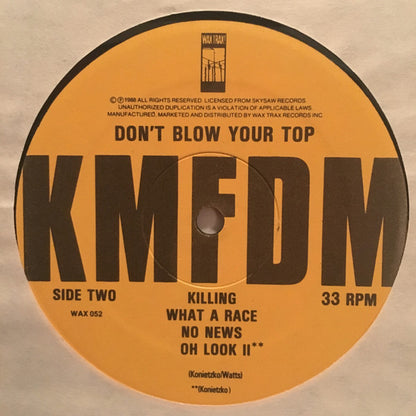 WAX TRAX!
©℗ 1988 ALL RIGHTS RESERVED. LICENSED FROM SKYSAW RECORDS.
UNAUTHORIZED DUPLICATION IS A VIOLATION OF APPLICABLE LAWS.
MANUFACTURED, MARKETED AND DISTRIBUTED BY WAX TRAX RECORDS INC
DON'T BLOW YOUR TOP
KMFDM
SIDE TWO
WAX 052
KILLING
WHAT A RACE
NO NEWS
OH LOOK II**
33 RPM
(Konietzko/Watts)
**(Konietzko)